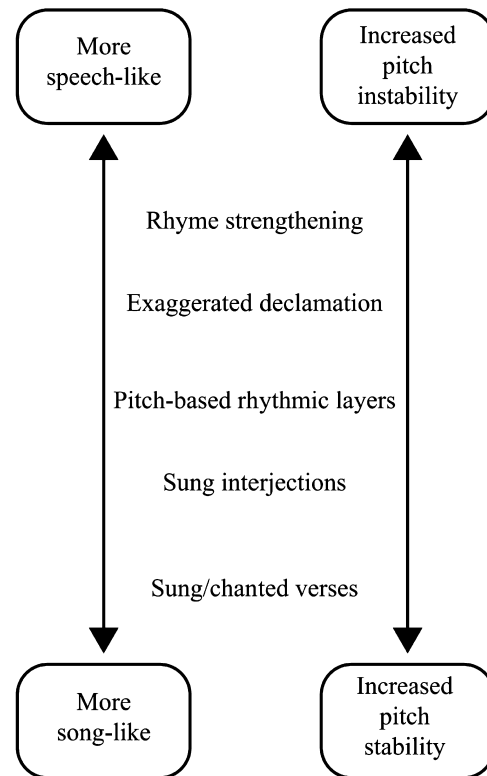 More
speech-like
Increased
pitch
instability
Rhyme strengthening
Exaggerated declamation
Pitch-based rhythmic layers
Sung interjections
Sung/chanted verses
More
song-like
Increased
pitch
stability